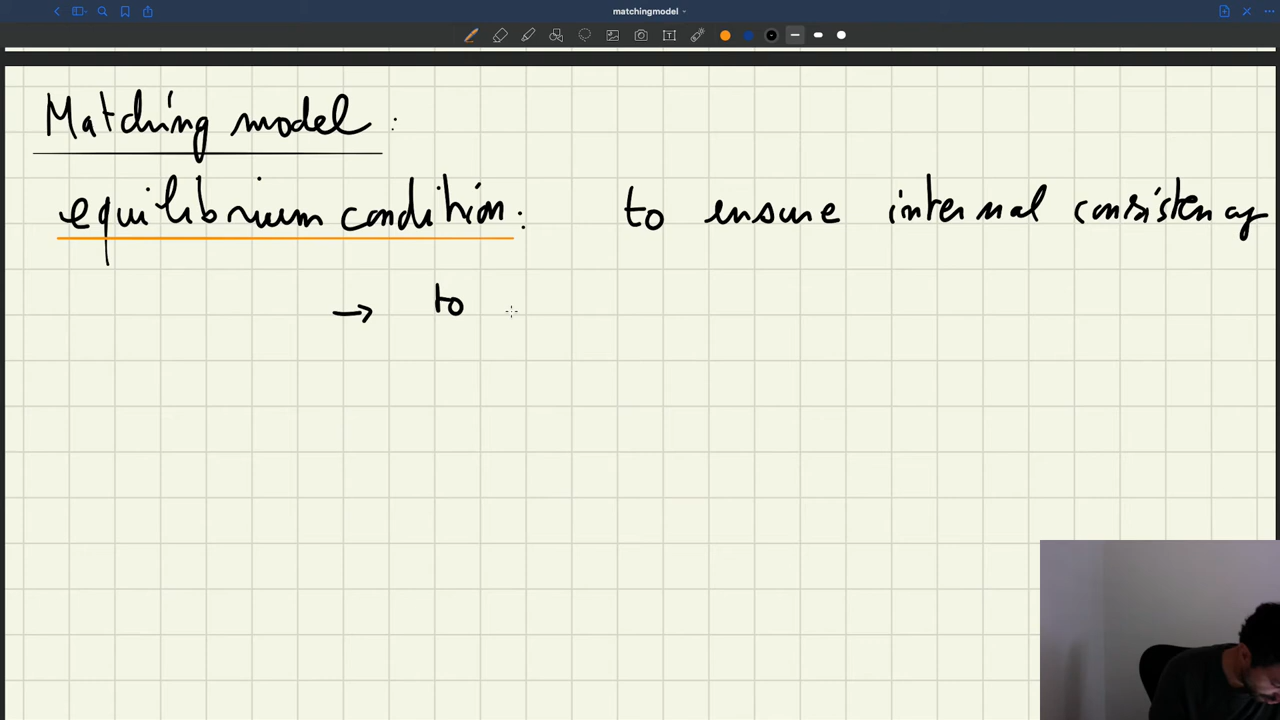 matchingmodel
Matching model :
equilibrium condition: to ensure internal consistency
→ to